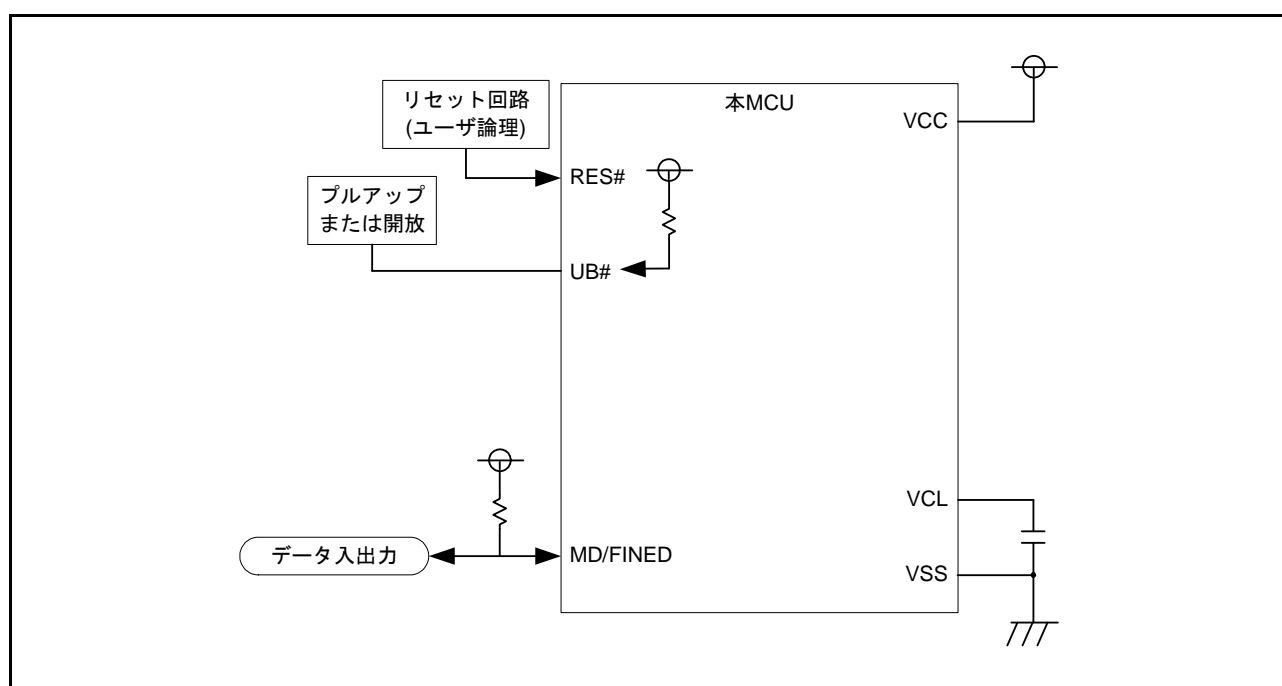 リセット回路
(ユーザ論理)
本MCU
VCC
RES#
プルアップ
または開放
UB#
VCL
データ入出力
MD/FINED
VSS